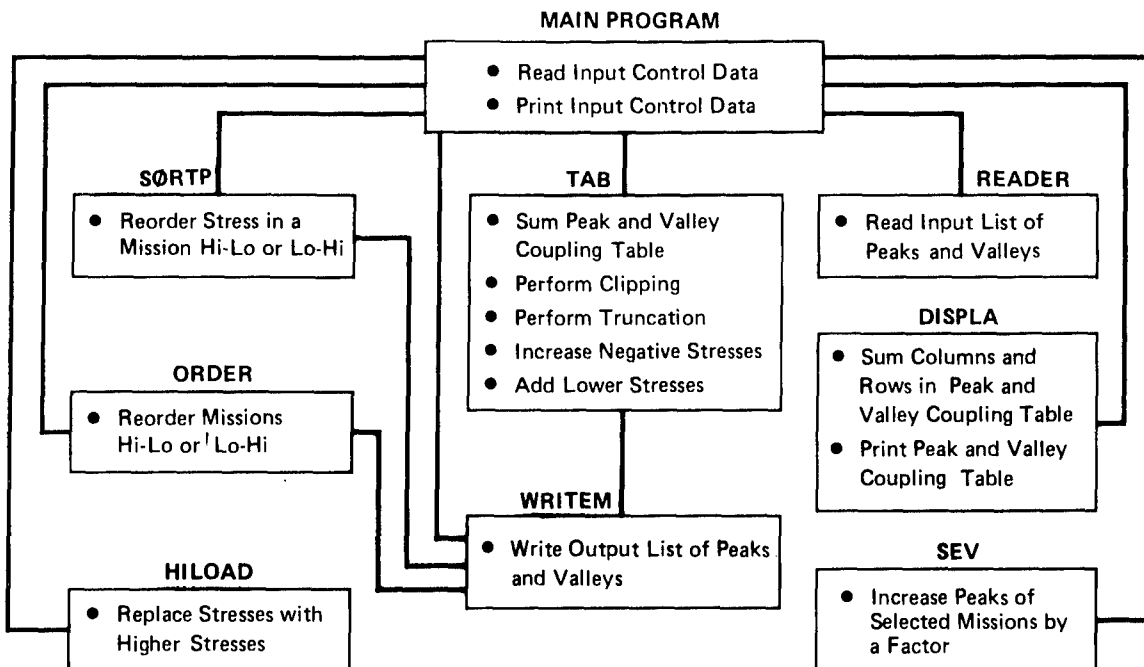 MAIN PROGRAM
● Read Input Control Data
● Print Input Control Data
SØRTP
● Reorder Stress in a
Mission Hi-Lo or Lo-Hi
TAB
● Sum Peak and Valley
Coupling Table
● Perform Clipping
● Perform Truncation
● Increase Negative Stresses
● Add Lower Stresses
READER
● Read Input List of
Peaks and Valleys
DISPLA
● Sum Columns and
Rows in Peak and
Valley Coupling Table
● Print Peak and Valley
Coupling Table
ORDER
● Reorder Missions
Hi-Lo or Lo-Hi
WRITEM
● Write Output List of Peaks
and Valleys
HILOAD
● Replace Stresses with
Higher Stresses
SEV
● Increase Peaks of
Selected Missions by
a Factor